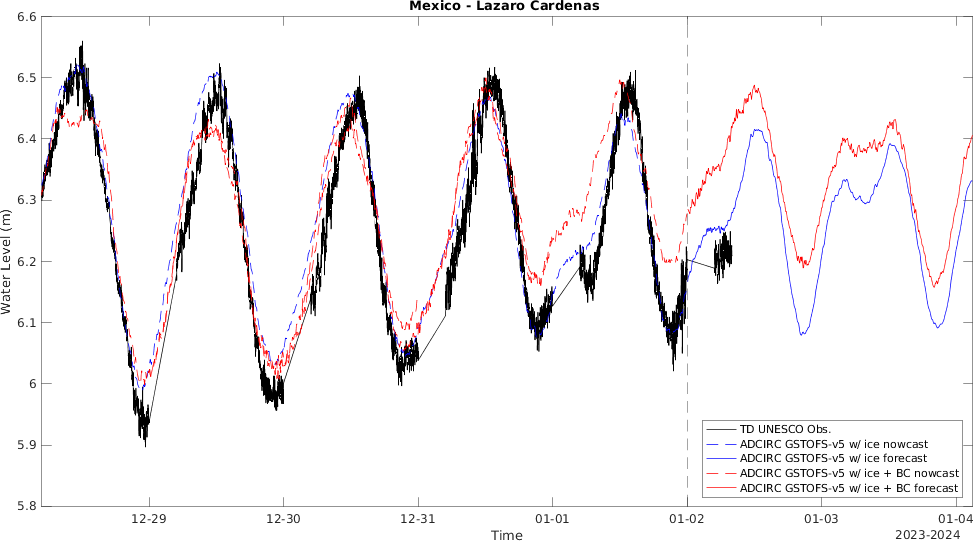 Mexico - Lazaro Cardenas
6.6
6.5
6.4
6.3
6.2
6.1
6
5.9
5.8
Water Level (m)
TD UNESCO Obs.
ADCIRC GSTOFS-v5 w/ ice nowcast
ADCIRC GSTOFS-v5 w/ ice forecast
ADCIRC GSTOFS-v5 w/ ice + BC nowcast
ADCIRC GSTOFS-v5 w/ ice + BC forecast
12-29 12-30 12-31 01-01 01-02 01-03 01-04
Time
2023-2024